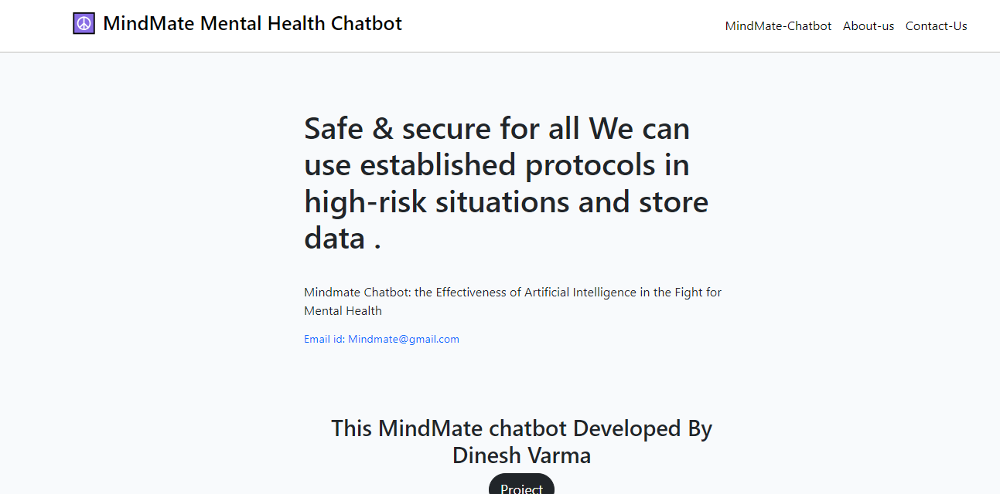 MindMate Mental Health Chatbot
MindMate-Chatbot About-us Contact-Us
Safe & secure for all We can
use established protocols in
high-risk situations and store
data .
Mindmate Chatbot: the Effectiveness of Artificial Intelligence in the Fight for
Mental Health
Email id: Mindmate@gmail.com
This MindMate chatbot Developed By
Dinesh Varma
Project